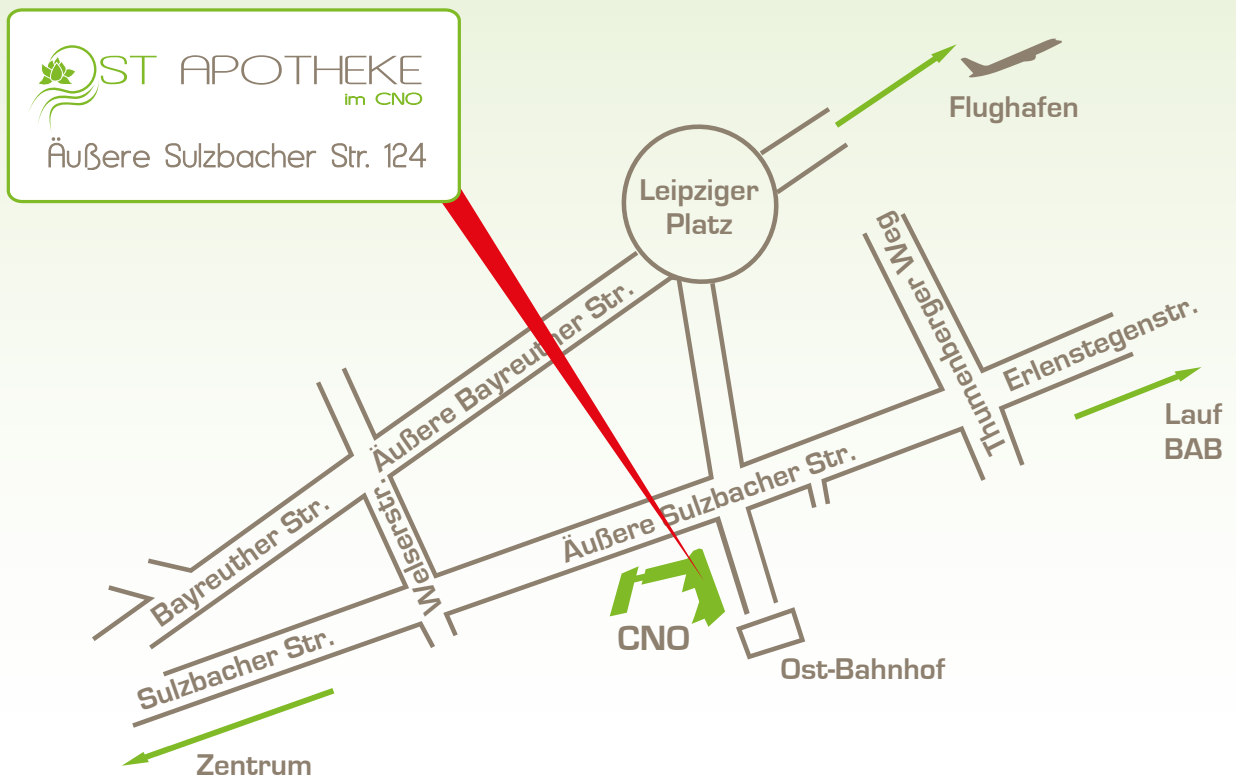 OST APOTHEKE
im CNO
Äußere Sulzbacher Str. 124
Flughafen
Leipziger
Platz
Thumenberger Weg
Äußere Bayreuther Str.
Erlenstegenstr.
Lauf
BAB
Äußere Sulzbacher Str.
Bayreuther Str.
Welserstr.
CNO
Ost-Bahnhof
Sulzbacher Str.
Zentrum